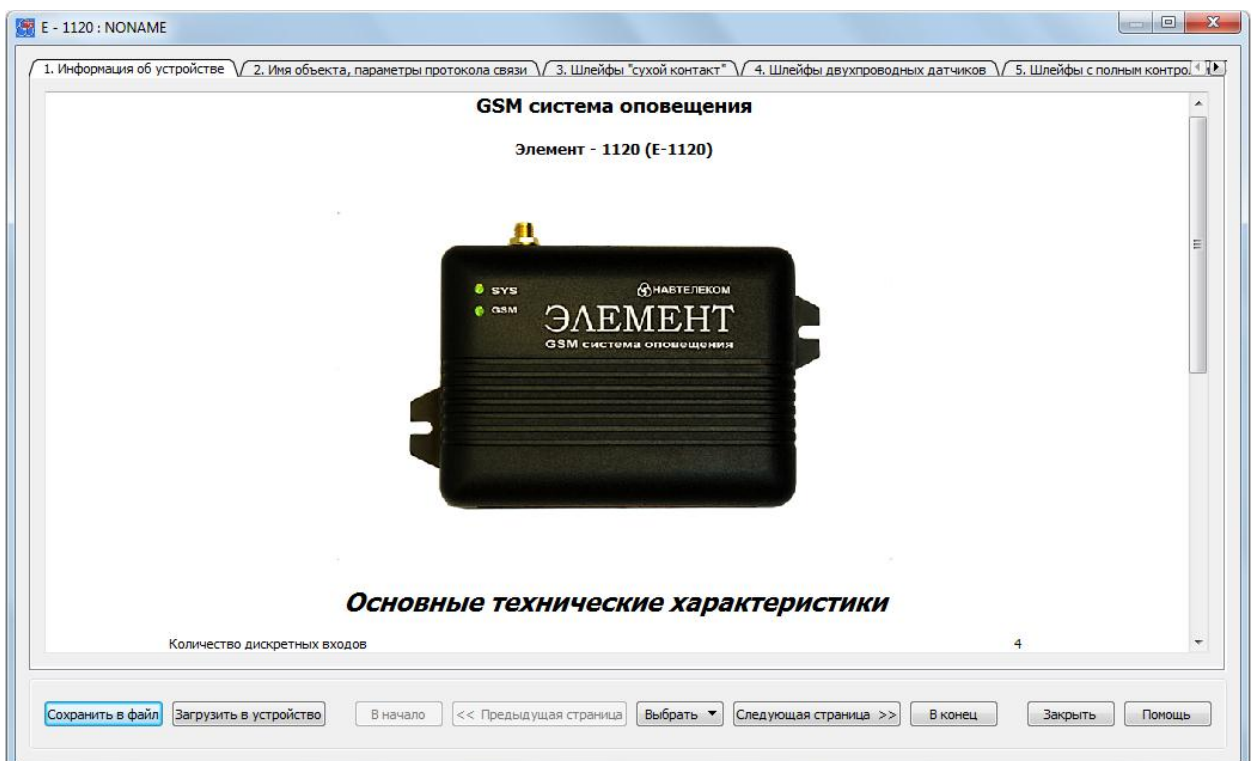 E - 1120 : NONAME
1. Информация об устройстве
2. Имя объекта, параметры протокола связи
3. Шлейфы "сухой контакт"
4. Шлейфы двухпроводных датчиков
5. Шлейфы с полным контро
GSM система оповещения
Элемент - 1120 (E-1120)
SYS
НАВТЕЛЕКОМ
GSM
ЭЛЕМЕНТ
GSM система оповещения
Основные технические характеристики
Количество дискретных входов 4
Сохранить в файл
Загрузить в устройство
В начало
<< Предыдущая страница
Выбрать
Следующая страница >>
В конец
Закрыть
Помощь